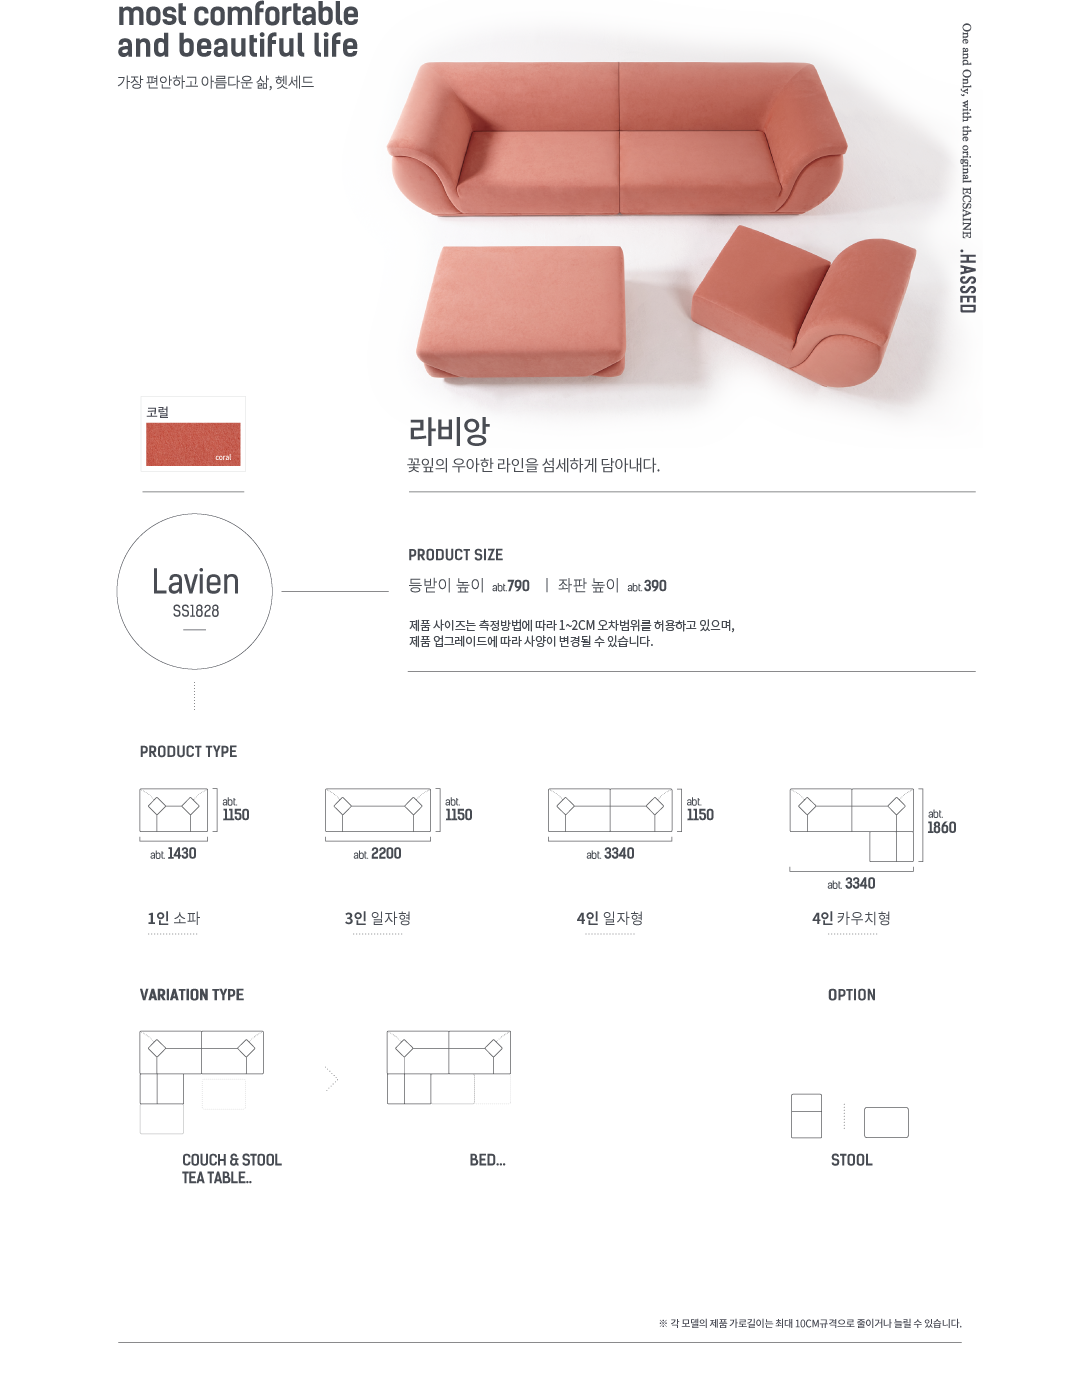 most comfortable
and beautiful life
가장 편안하고 아름다운 삶, 헷세드
One and Only, with the original ECSAINE .HASSED
코럴
coral
라비앙
꽃잎의 우아한 라인을 섬세하게 담아내다.
Lavien
SS1828
PRODUCT SIZE
등받이 높이 abt.790 | 좌판 높이 abt.390
제품 사이즈는 측정방법에 따라 1~2CM 오차범위를 허용하고 있으며,
제품 업그레이드에 따라 사양이 변경될 수 있습니다.
PRODUCT TYPE
abt.
1150
abt. 1430
1인 소파
abt.
1150
abt. 2200
3인 일자형
abt.
1150
abt. 3340
4인 일자형
abt.
1860
abt. 3340
4인 카우치형
VARIATION TYPE
COUCH & STOOL
TEA TABLE..
BED...
OPTION
STOOL
※ 각 모델의 제품 가로길이는 최대 10CM규격으로 줄이거나 늘릴 수 있습니다.